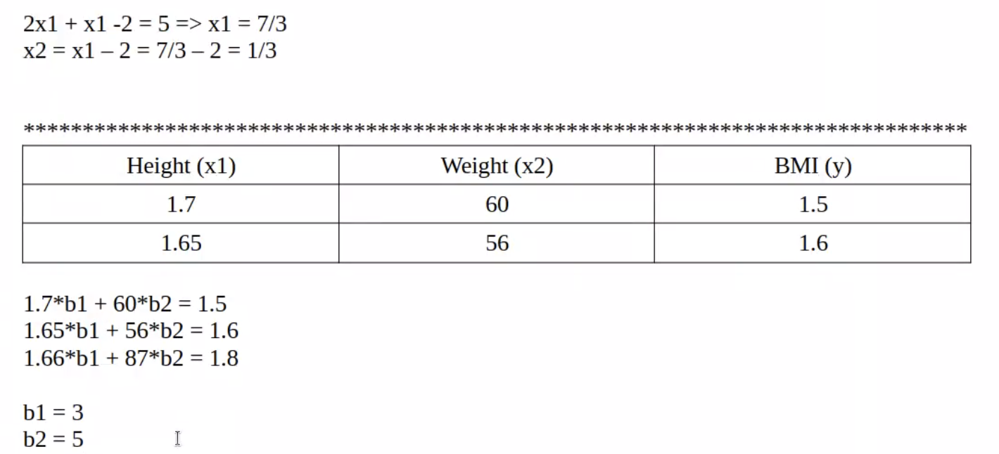 2x1 + x1 -2 = 5 => x1 = 7/3
x2 = x1 – 2 = 7/3 – 2 = 1/3
********************************************************************************
Height (x1) Weight (x2) BMI (y)
1.7 60 1.5
1.65 56 1.6
1.7*b1 + 60*b2 = 1.5
1.65*b1 + 56*b2 = 1.6
1.66*b1 + 87*b2 = 1.8
b1 = 3
b2 = 5